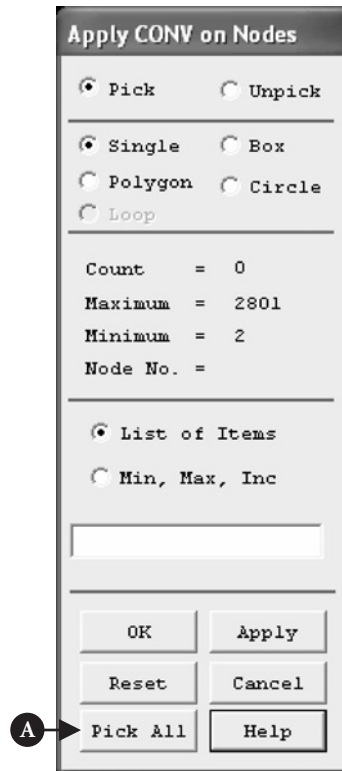 Apply CONV on Nodes
Pick Unpick
Single Box
Polygon Circle
Loop
Count = 0
Maximum = 2801
Minimum = 2
Node No. =
List of Items
Min, Max, Inc
OK Apply
Reset Cancel
A Pick All Help